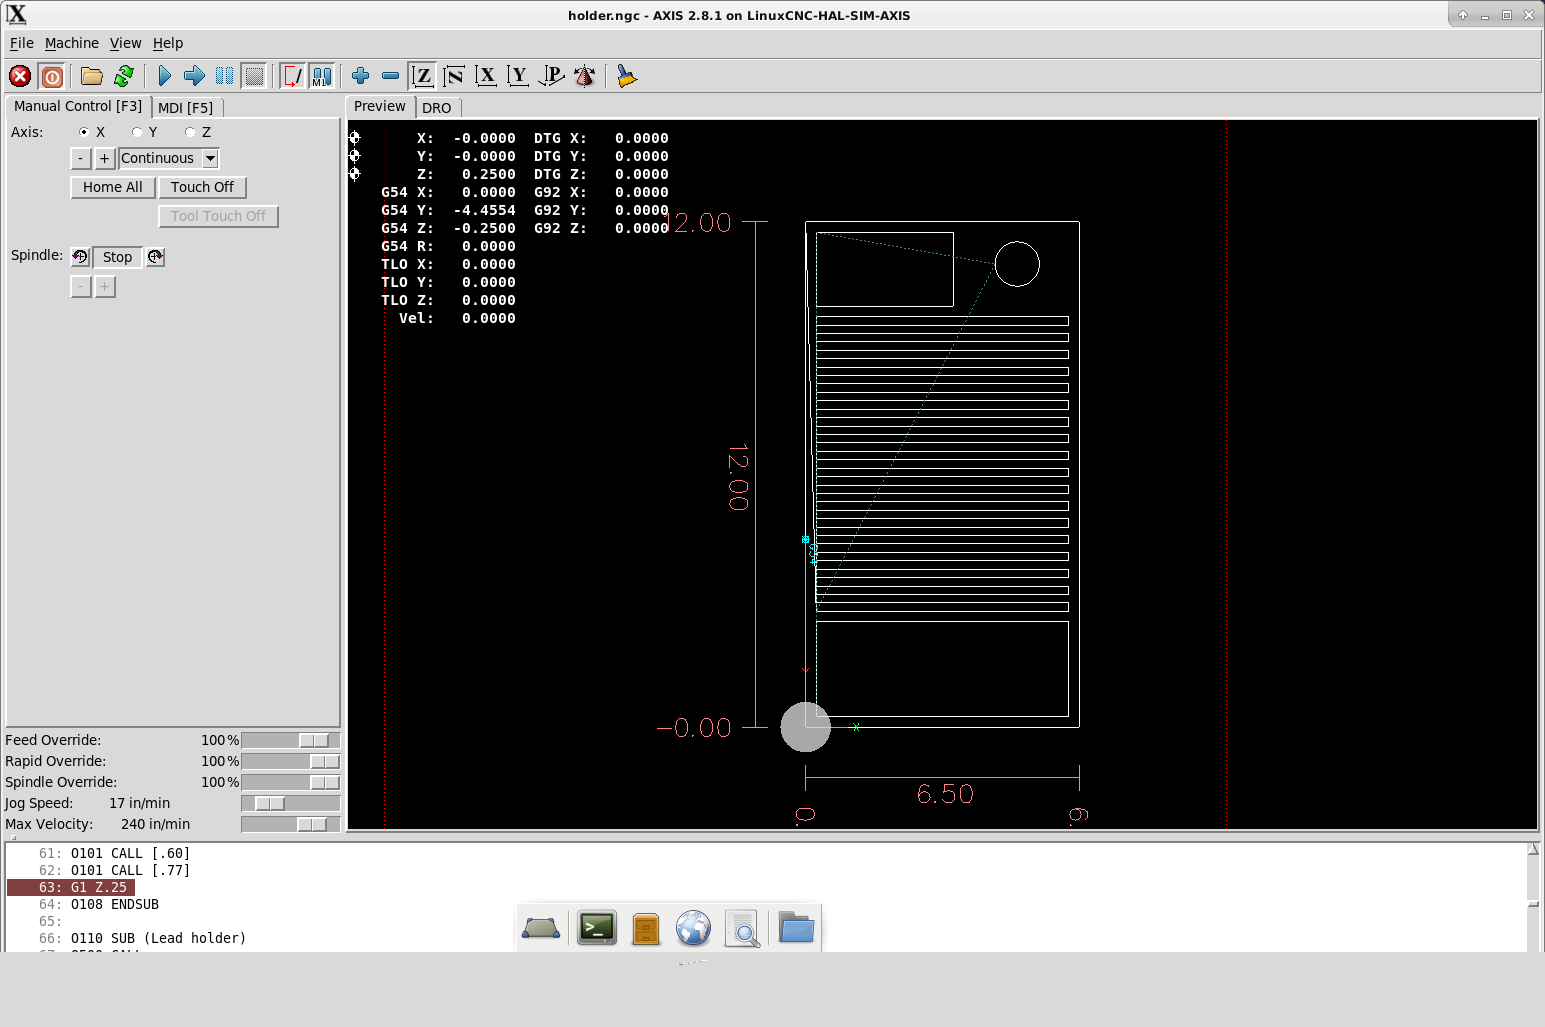 holder.ngc - AXIS 2.8.1 on LinuxCNC-HAL-SIM-AXIS
File Machine View Help
M1 Z N X Y P
Manual Control [F3] MDI [F5]
Preview DRO
Axis: X Y Z
- + Continuous
Home All Touch Off
Tool Touch Off
Spindle: Stop
- +
X: -0.0000 DTG X: 0.0000
Y: -0.0000 DTG Y: 0.0000
Z: 0.2500 DTG Z: 0.0000
G54 X: 0.0000 G92 X: 0.0000
G54 Y: -4.4554 G92 Y: 0.0000
G54 Z: -0.2500 G92 Z: 0.0000
G54 R: 0.0000
TLO X: 0.0000
TLO Y: 0.0000
TLO Z: 0.0000
Vel: 0.0000
12.00
12.00
-0.00
X
6.50
0.
6.
Feed Override: 100 %
Rapid Override: 100 %
Spindle Override: 100 %
Jog Speed: 17 in/min
Max Velocity: 240 in/min
61: O101 CALL [.60]
62: O101 CALL [.77]
63: G1 Z.25
64: O108 ENDSUB
65:
66: O110 SUB (Lead holder)